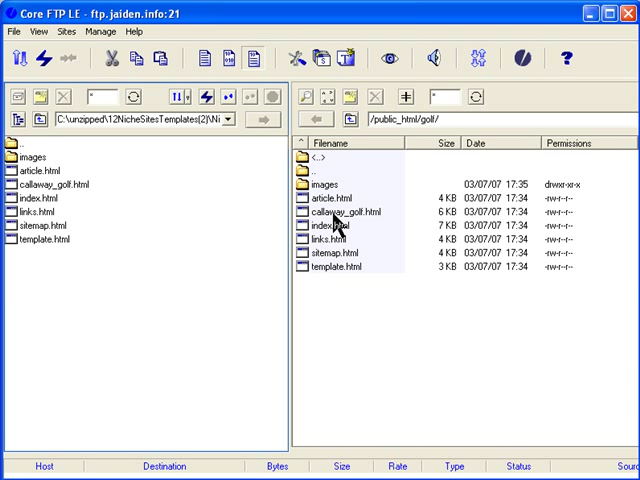 Core FTP LE - ftp.jaiden.info:21
File View Sites Manage Help
* *
C:\unzipped\12NicheSitesTemplates(2)\Ni /public_html/golf/
^ Filename Size Date Permissions
.. <..>
images ..
article.html images 03/07/07 17:35 drwxr-xr-x
callaway_golf.html article.html 4 KB 03/07/07 17:34 -rw-r--r--
index.html callaway_golf.html 6 KB 03/07/07 17:34 -rw-r--r--
links.html index.html 7 KB 03/07/07 17:34 -rw-r--r--
sitemap.html links.html 4 KB 03/07/07 17:34 -rw-r--r--
template.html sitemap.html 4 KB 03/07/07 17:34 -rw-r--r--
template.html 3 KB 03/07/07 17:34 -rw-r--r--
Host Destination Bytes Size Rate Type Status Sourc